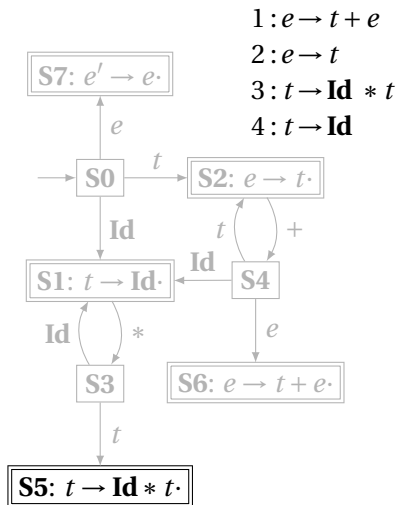 1 : e → t + e
2 : e → t
3 : t → Id * t
4 : t → Id
S7: e′ → e·
e
S0
t
S2: e → t·
Id
t
+
Id
S1: t → Id·
S4
Id
*
e
S3
S6: e → t + e·
t
S5: t → Id * t·